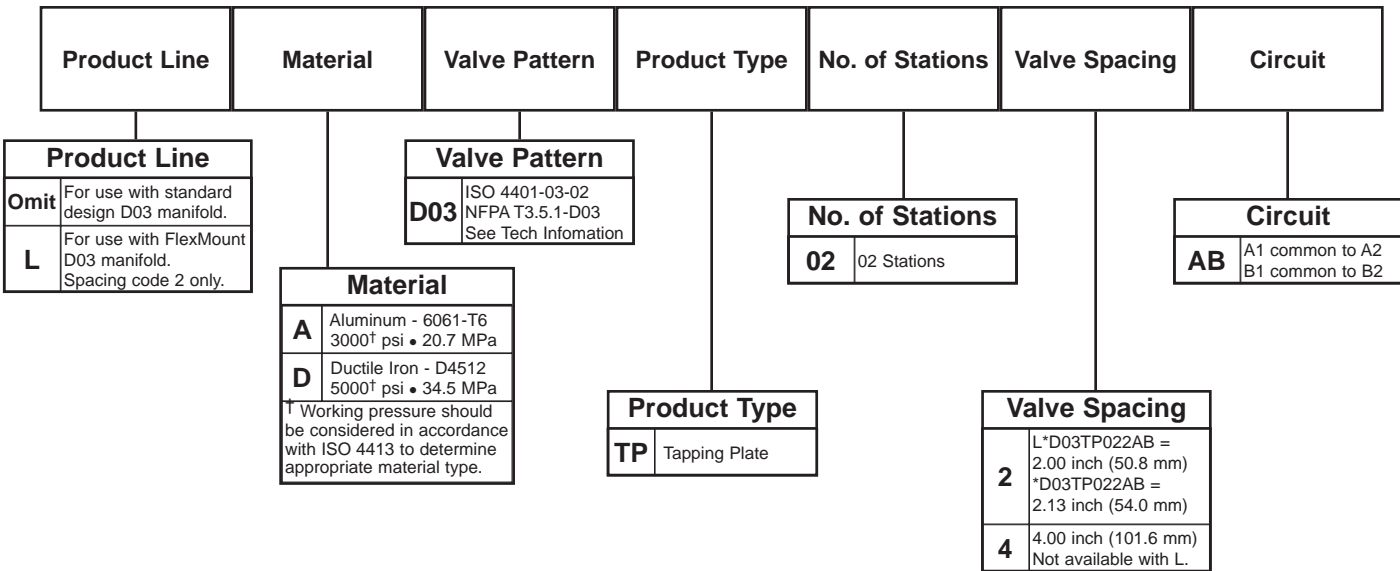 Product Line
Material
Valve Pattern
Product Type
No. of Stations
Valve Spacing
Circuit
Product Line
Omit
For use with standard
design D03 manifold.
L
For use with FlexMount
D03 manifold.
Spacing code 2 only.
Material
A
Aluminum - 6061-T6
3000† psi • 20.7 MPa
D
Ductile Iron - D4512
5000† psi • 34.5 MPa
† Working pressure should
be considered in accordance
with ISO 4413 to determine
appropriate material type.
Valve Pattern
D03
ISO 4401-03-02
NFPA T3.5.1-D03
See Tech Infomation
Product Type
TP
Tapping Plate
No. of Stations
02
02 Stations
Valve Spacing
2
L*D03TP022AB =
2.00 inch (50.8 mm)
*D03TP022AB =
2.13 inch (54.0 mm)
4
4.00 inch (101.6 mm)
Not available with L.
Circuit
AB
A1 common to A2
B1 common to B2